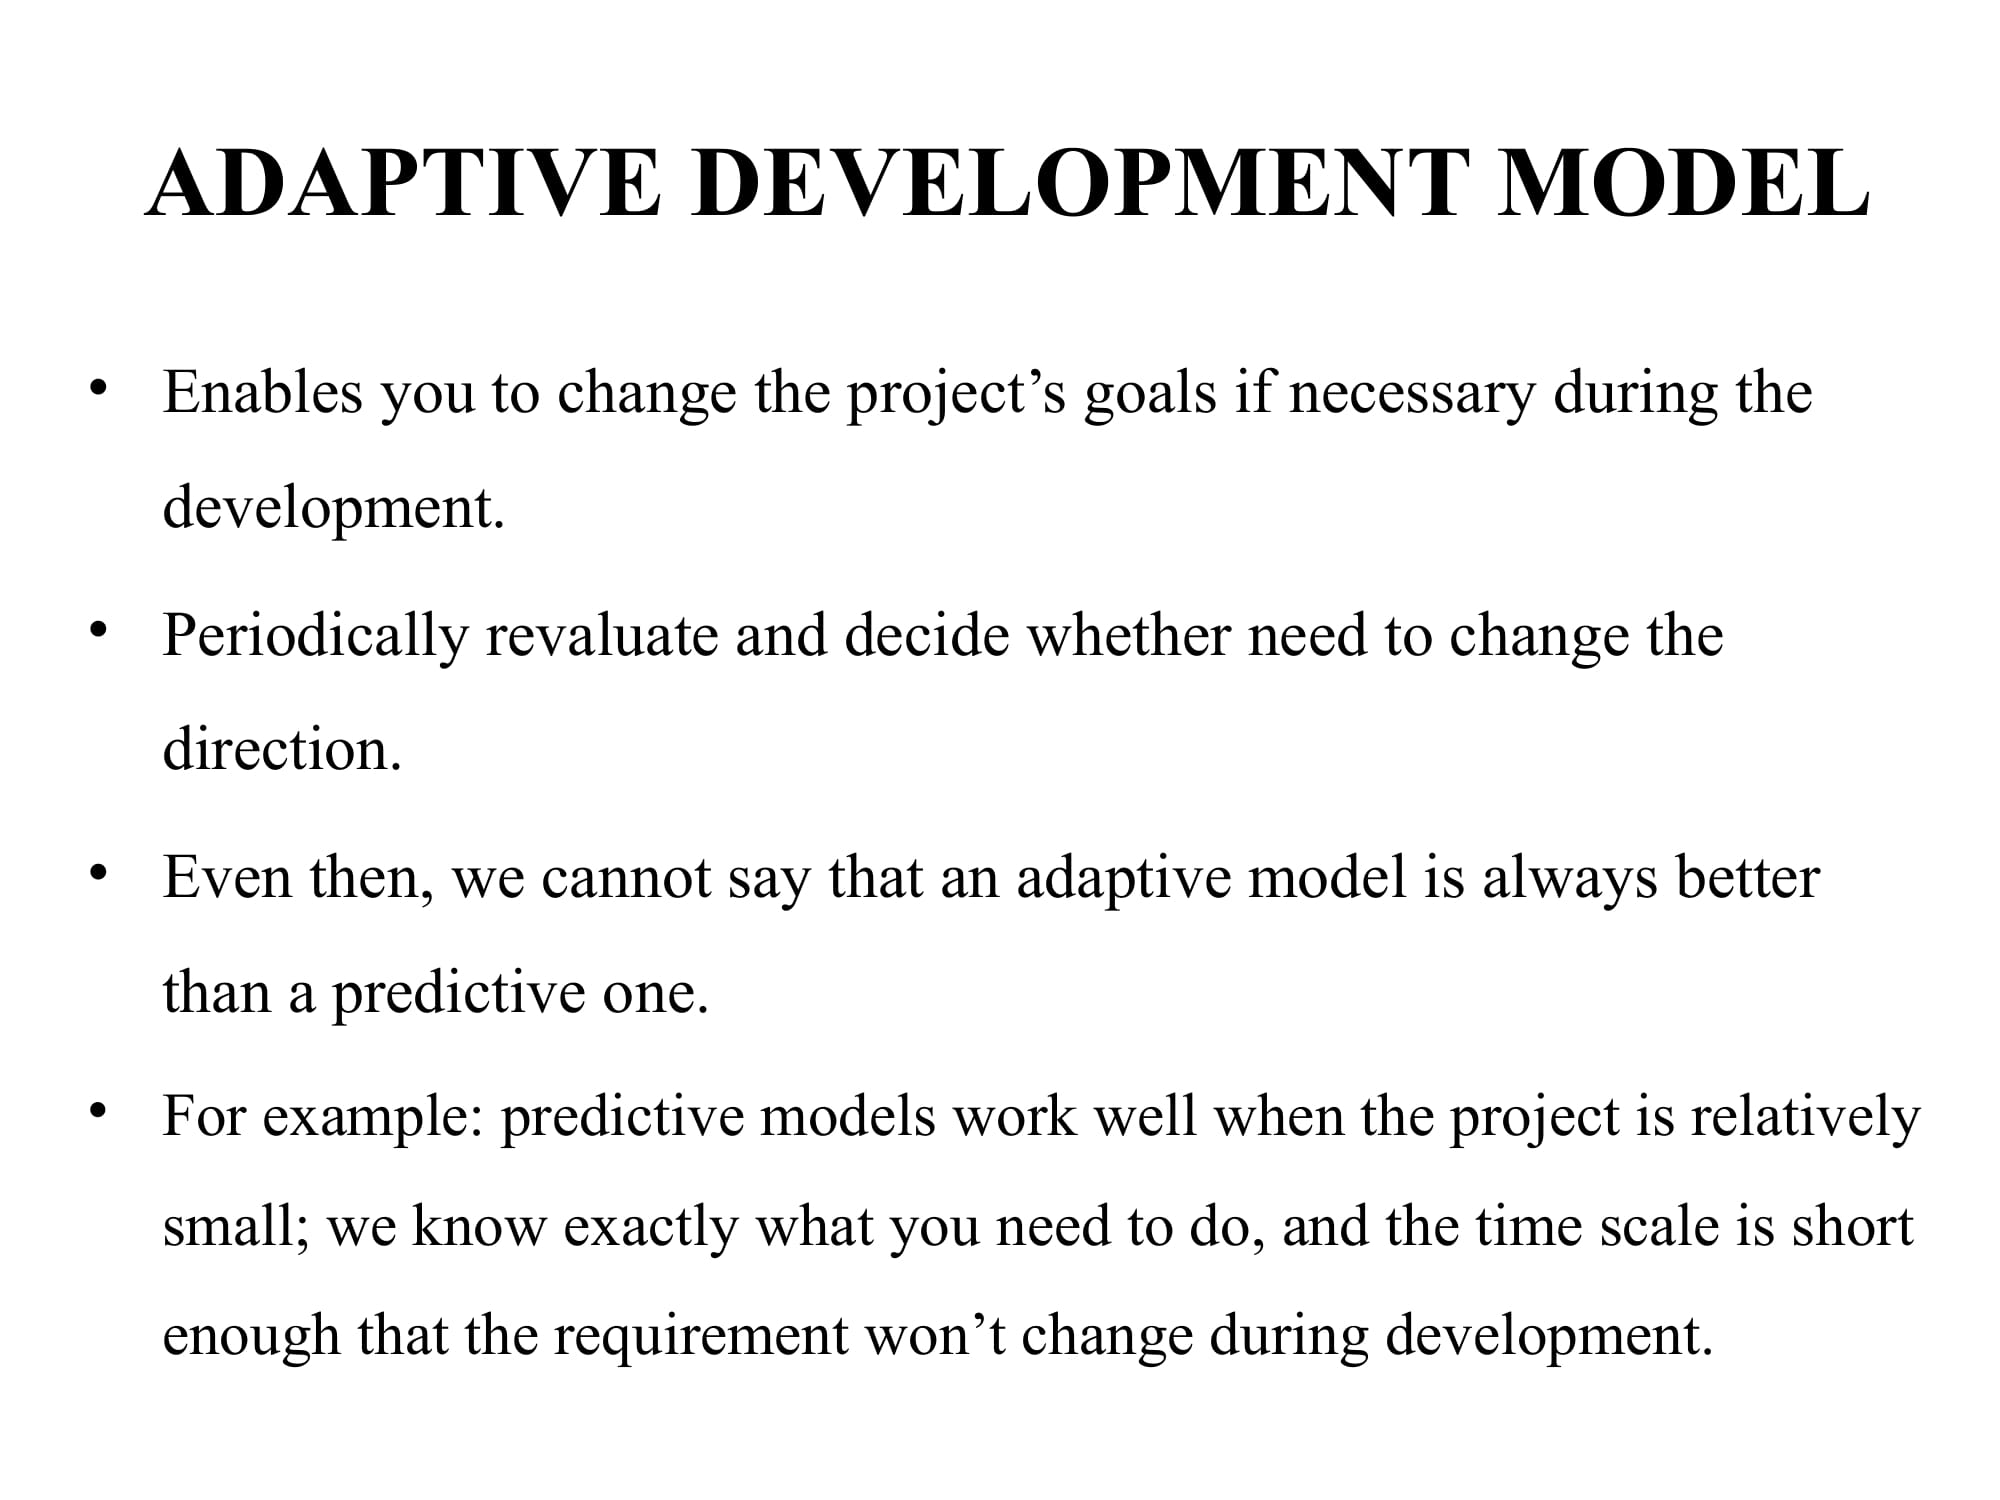 ADAPTIVE DEVELOPMENT MODEL
• Enables you to change the project’s goals if necessary during the
development.
• Periodically revaluate and decide whether need to change the
direction.
• Even then, we cannot say that an adaptive model is always better
than a predictive one.
• For example: predictive models work well when the project is relatively
small; we know exactly what you need to do, and the time scale is short
enough that the requirement won’t change during development.